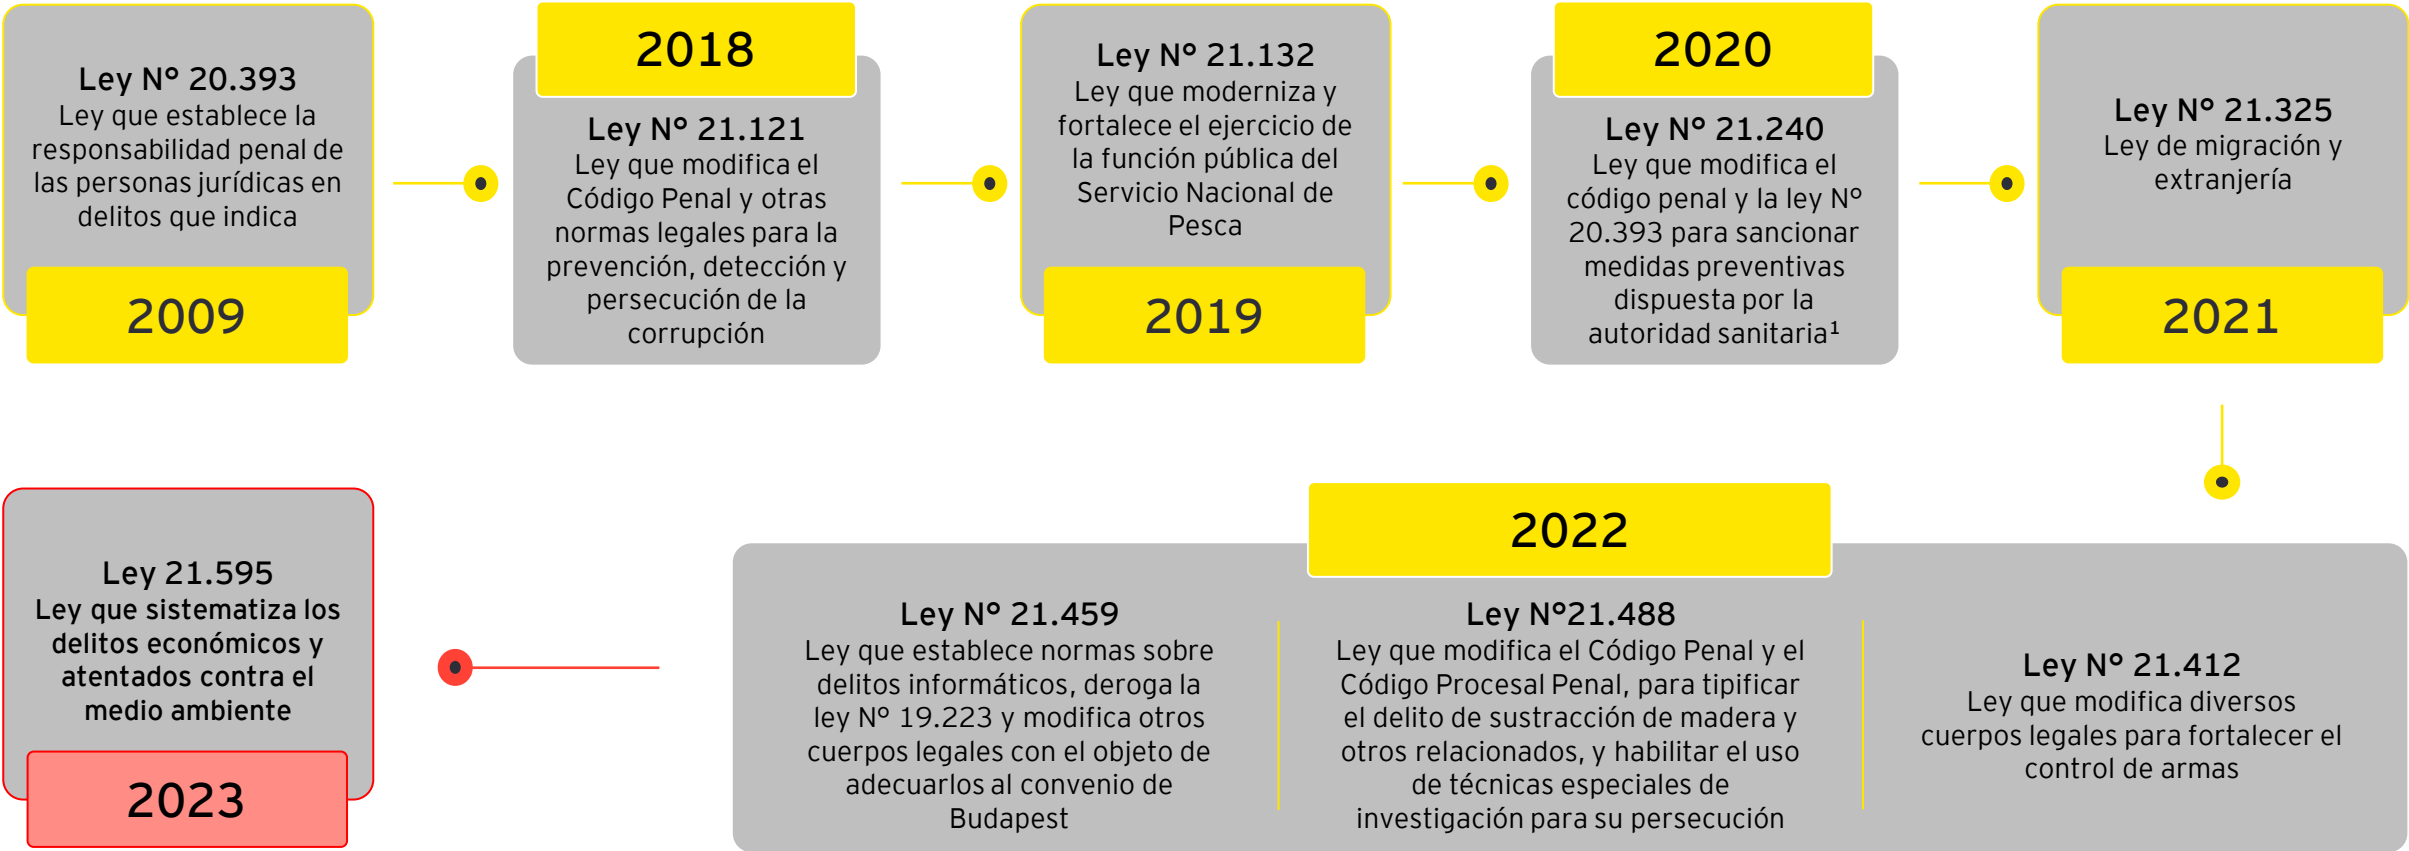 Ley N° 20.393
Ley que establece la
responsabilidad penal de
las personas jurídicas en
delitos que indica
2009
2018
Ley N° 21.121
Ley que modifica el
Código Penal y otras
normas legales para la
prevención, detección y
persecución de la
corrupción
Ley N° 21.132
Ley que moderniza y
fortalece el ejercicio de
la función pública del
Servicio Nacional de
Pesca
2019
2020
Ley N° 21.240
Ley que modifica el
código penal y la ley N°
20.393 para sancionar
medidas preventivas
dispuesta por la
autoridad sanitaria¹
Ley N° 21.325
Ley de migración y
extranjería
2021
2022
Ley N° 21.459
Ley que establece normas sobre
delitos informáticos, deroga la
ley N° 19.223 y modifica otros
cuerpos legales con el objeto de
adecuarlos al convenio de
Budapest
Ley N°21.488
Ley que modifica el Código Penal y el
Código Procesal Penal, para tipificar
el delito de sustracción de madera y
otros relacionados, y habilitar el uso
de técnicas especiales de
investigación para su persecución
Ley N° 21.412
Ley que modifica diversos
cuerpos legales para fortalecer el
control de armas
Ley 21.595
Ley que sistematiza los
delitos económicos y
atentados contra el
medio ambiente
2023